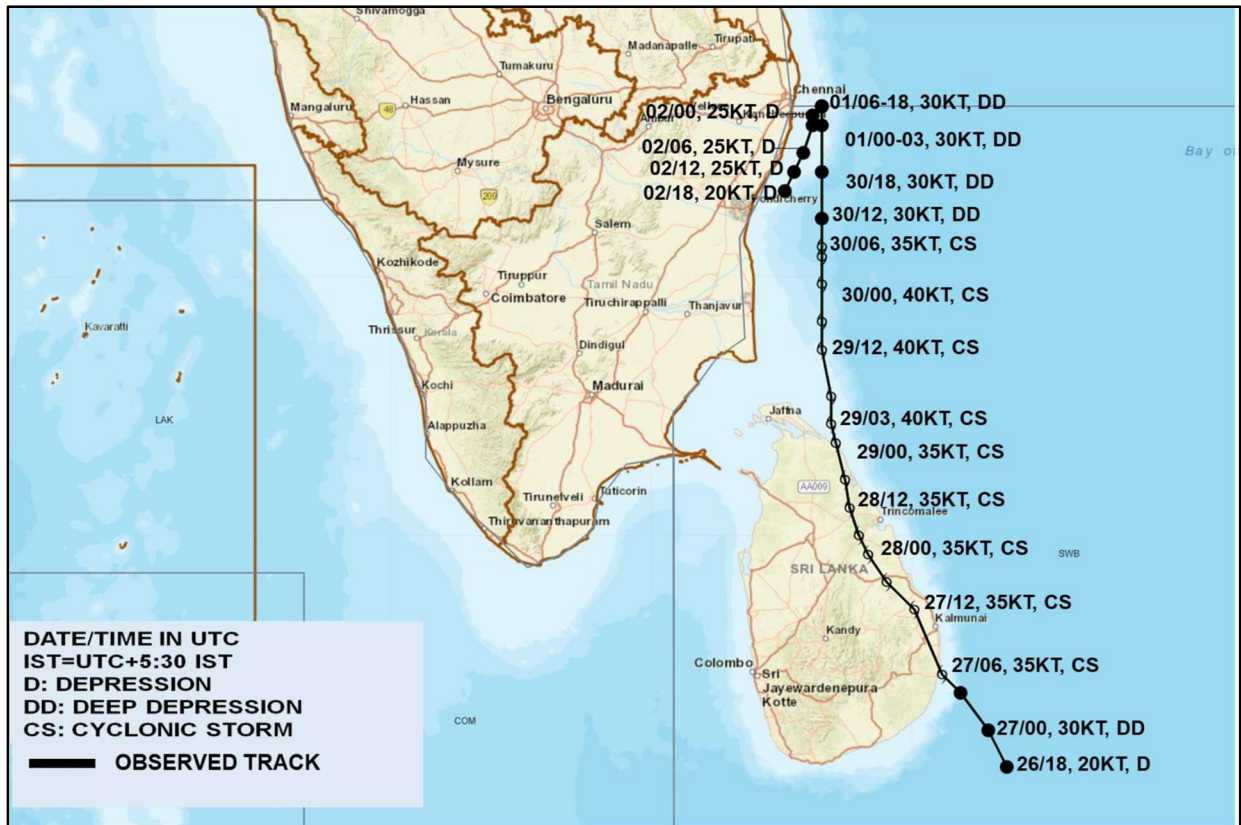 Shivamogga
Madanapalle
Tirupati
Tumakuru
Chennai
Mangaluru
48
Hassan
Bengaluru
02/00, 25KT, D
01/06-18, 30KT, DD
Mysuru
209
02/06, 25KT, D
01/00-03, 30KT, DD
Bay of
02/12, 25KT, D
30/18, 30KT, DD
02/18, 20KT, D
Pondicherry
30/12, 30KT, DD
Salem
30/06, 35KT, CS
Kozhikode
Tiruppur
Tamil Nadu
Coimbatore
Tiruchirappalli
Thanjavur
30/00, 40KT, CS
Kavaratti
Thrissur
Kerala
Dindigul
29/12, 40KT, CS
Kochi
Madurai
LAK
Alappuzha
Jaffna
29/03, 40KT, CS
29/00, 35KT, CS
Kollam
Tirunelveli
Tuticorin
AA009
28/12, 35KT, CS
Thiruvananthapuram
Trincomalee
28/00, 35KT, CS
SWB
SRI LANKA
27/12, 35KT, CS
Kalmunai
Kandy
Colombo
Sri
Jayewardenepura
Kotte
27/06, 35KT, CS
COM
27/00, 30KT, DD
26/18, 20KT, D
DATE/TIME IN UTC
IST=UTC+5:30 IST
D: DEPRESSION
DD: DEEP DEPRESSION
CS: CYCLONIC STORM
OBSERVED TRACK